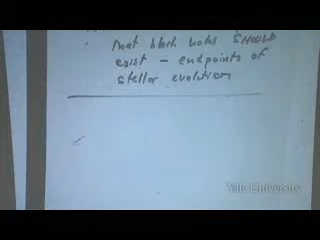 that black holes SHOULD
exist – endpoints of
stellar evolution
Yale University